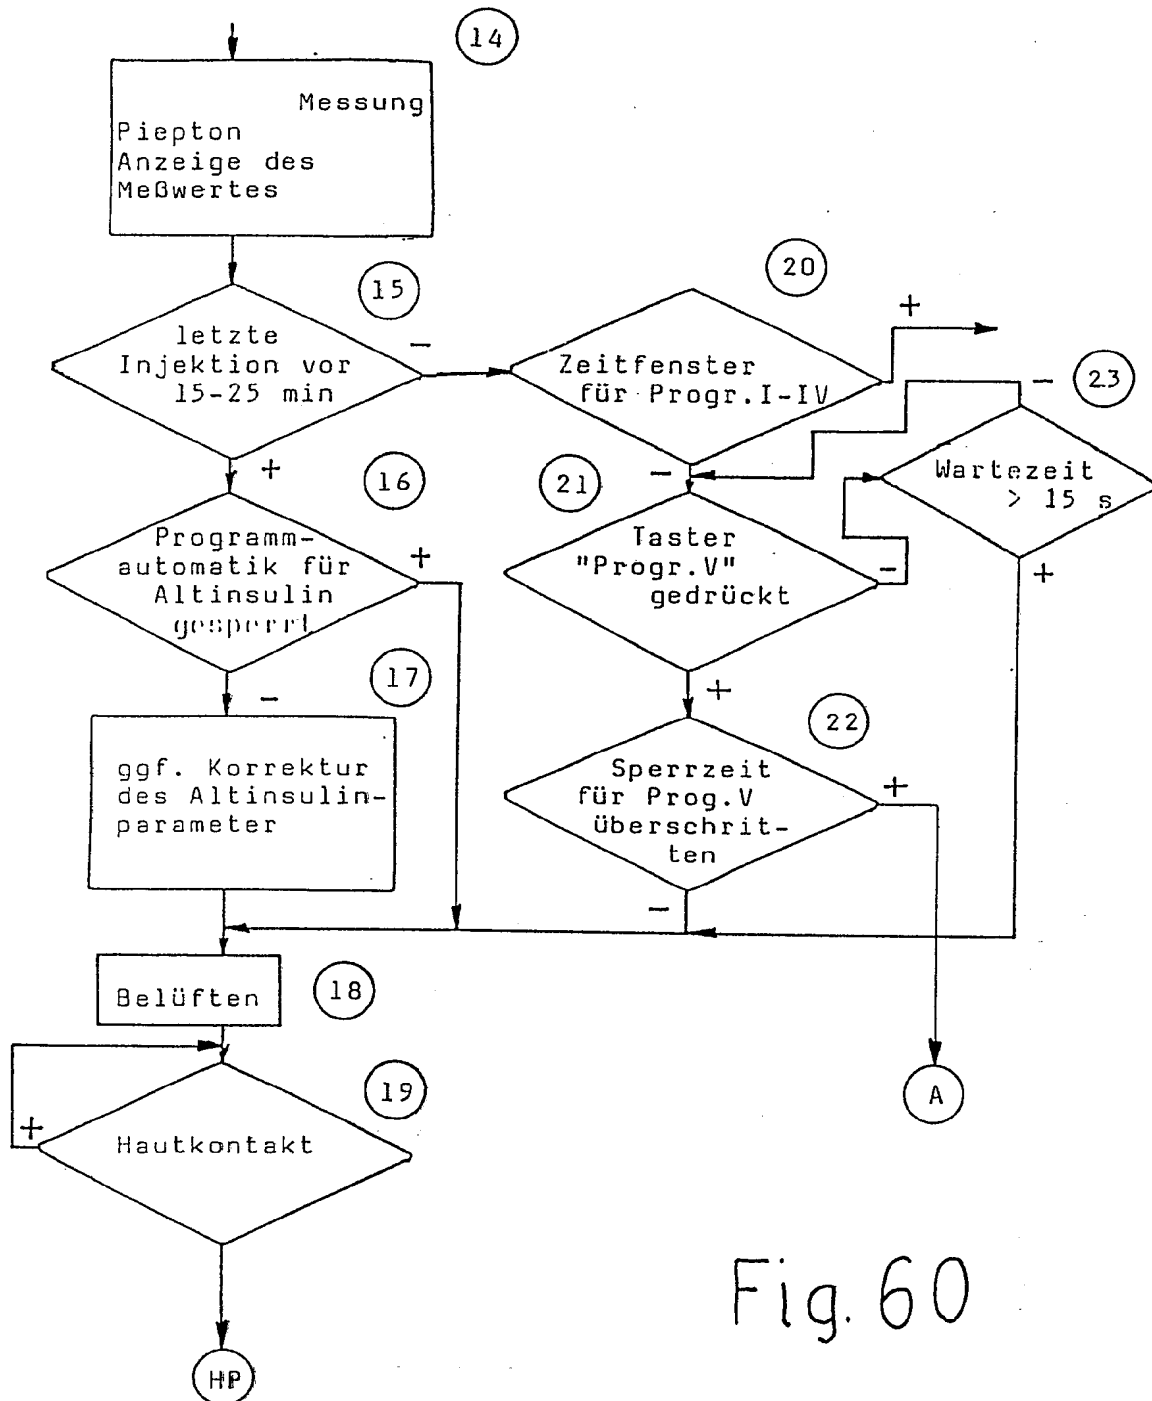 14
Messung
Piepton
Anzeige des
Meßwertes
15
letzte
Injektion vor
15-25 min
-
+
20
Zeitfenster
für Progr.I-IV
+
-
23
Wartezeit
> 15 s
-
+
16
Programm-
automatik für
Altinsulin
gesperrt
+
-
21
Taster
"Progr.V"
gedrückt
-
+
17
ggf. Korrektur
des Altinsulin-
parameter
22
Sperrzeit
für Prog.V
überschrit-
ten
+
-
Belüften
18
19
Hautkontakt
+
A
HP
Fig. 60